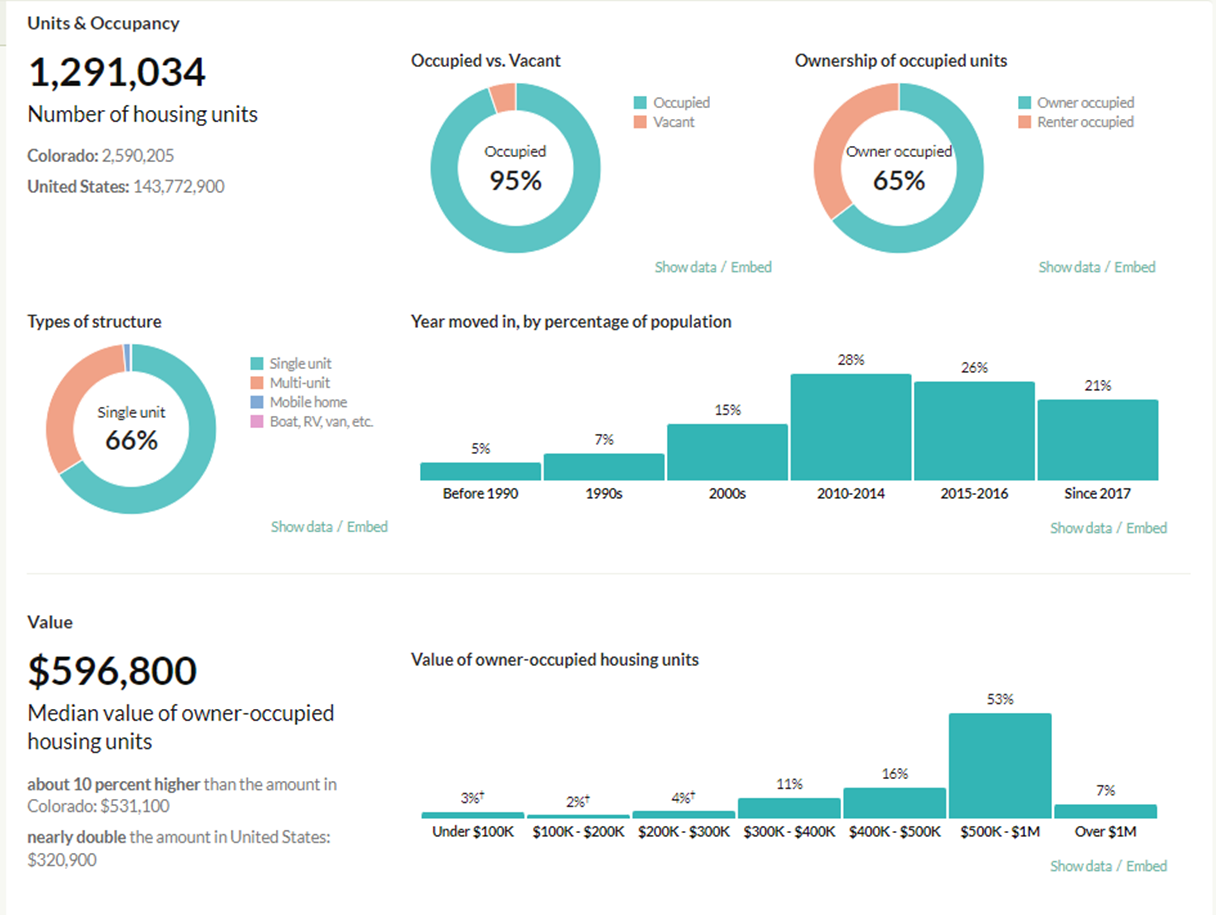 Units & Occupancy
1,291,034
Number of housing units
Colorado: 2,590,205
United States: 143,772,900
Occupied vs. Vacant
Occupied
95%
Occupied
Vacant
Show data / Embed
Ownership of occupied units
Owner occupied
65%
Owner occupied
Renter occupied
Show data / Embed
Types of structure
Single unit
66%
Single unit
Multi-unit
Mobile home
Boat, RV, van, etc.
Show data / Embed
Year moved in, by percentage of population
5%
7%
15%
28%
26%
21%
Before 1990
1990s
2000s
2010-2014
2015-2016
Since 2017
Show data / Embed
Value
$596,800
Median value of owner-occupied
housing units
about 10 percent higher than the amount in
Colorado: $531,100
nearly double the amount in United States:
$320,900
Value of owner-occupied housing units
3%†
2%†
4%†
11%
16%
53%
7%
Under $100K
$100K - $200K
$200K - $300K
$300K - $400K
$400K - $500K
$500K - $1M
Over $1M
Show data / Embed